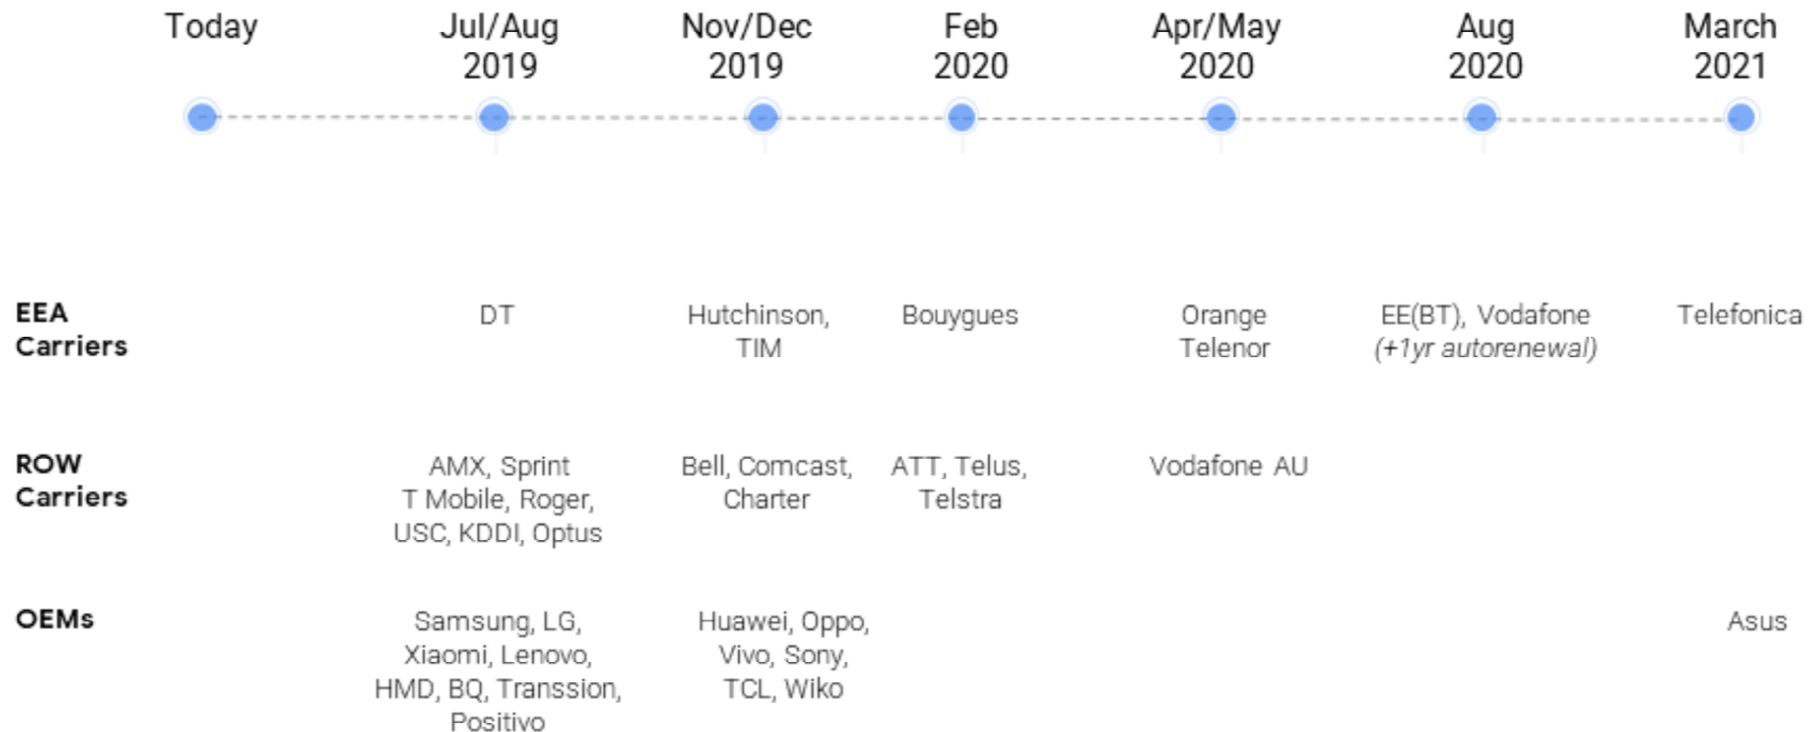 Today
Jul/Aug
2019
Nov/Dec
2019
Feb
2020
Apr/May
2020
Aug
2020
March
2021
EEA
Carriers
DT
Hutchinson,
TIM
Bouygues
Orange
Telenor
EE(BT), Vodafone
(+1yr autorenewal)
Telefonica
ROW
Carriers
AMX, Sprint
T Mobile, Roger,
USC, KDDI, Optus
Bell, Comcast,
Charter
ATT, Telus,
Telstra
Vodafone AU
OEMs
Samsung, LG,
Xiaomi, Lenovo,
HMD, BQ, Transsion,
Positivo
Huawei, Oppo,
Vivo, Sony,
TCL, Wiko
Asus